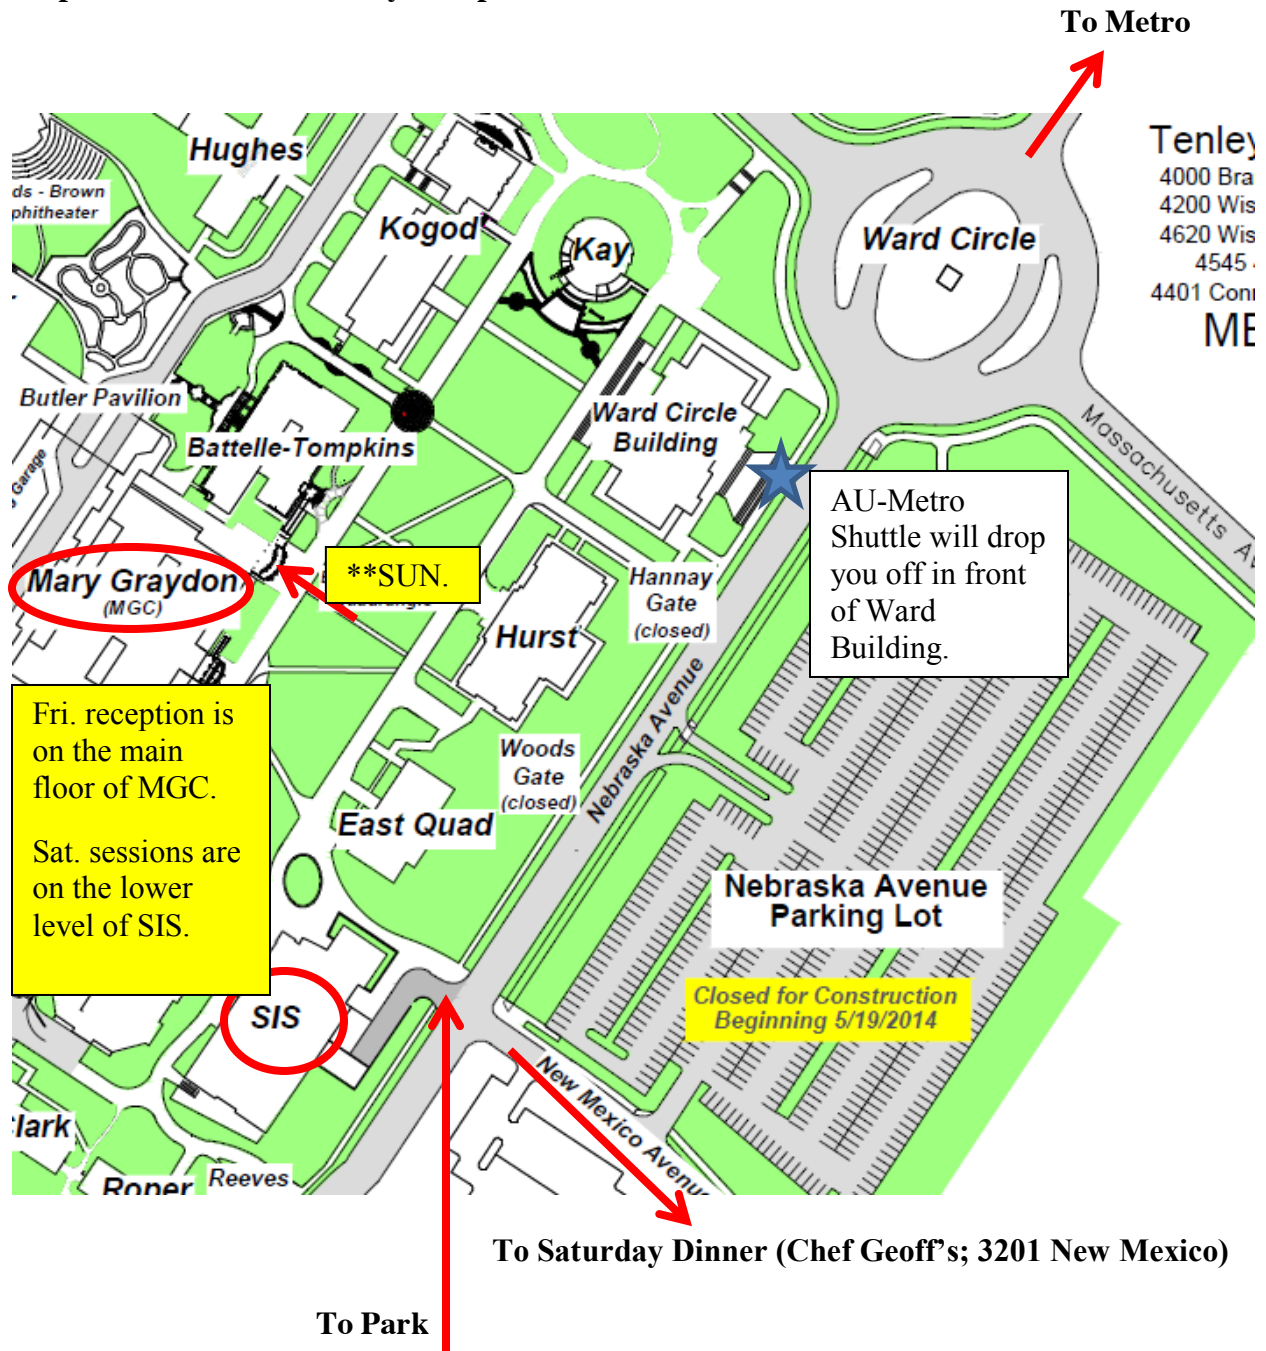 To Metro
Hughes
Tenley
4000 Bra
4200 Wis
4620 Wis
4545
4401 Conn
ME
ds - Brown
phitheater
Kogod
Kay
Ward Circle
Butler Pavilion
Battelle-Tompkins
Ward Circle
Building
Massachusetts Av
Garage
AU-Metro
Shuttle will drop
you off in front
of Ward
Building.
**SUN.
Mary Graydon
(MGC)
Hannay
Gate
(closed)
Hurst
Fri. reception is
on the main
floor of MGC.
Sat. sessions are
on the lower
level of SIS.
Woods
Gate
(closed)
Nebraska Avenue
East Quad
Nebraska Avenue
Parking Lot
Closed for Construction
Beginning 5/19/2014
SIS
New Mexico Avenue
lark
Roper
Reeves
To Saturday Dinner (Chef Geoff’s; 3201 New Mexico)
To Park